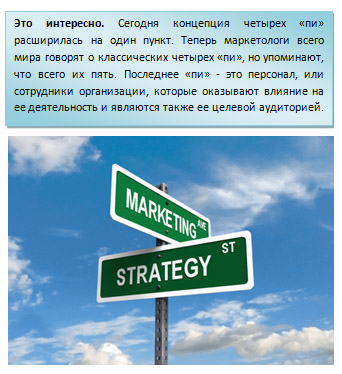 Это интересно. Сегодня концепция четырех «пи»
расширилась на один пункт. Теперь маркетологи всего
мира говорят о классических четырех «пи», но упоминают,
что всего их пять. Последнее «пи» - это персонал, или
сотрудники организации, которые оказывают влияние на
ее деятельность и являются также ее целевой аудиторией.
MARKETING AVE
STRATEGY ST